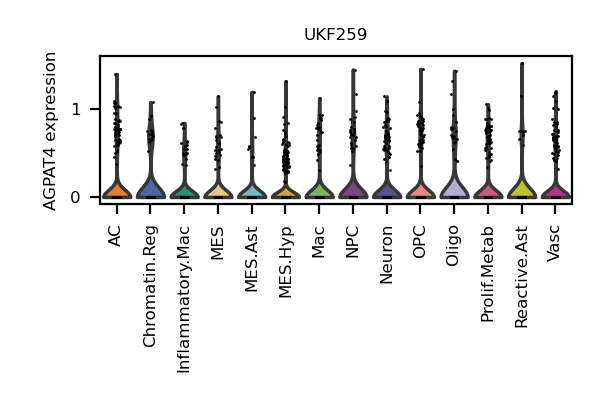 UKF259
AGPAT4 expression
1
0
AC
Chromatin.Reg
Inflammatory.Mac
MES
MES.Ast
MES.Hyp
Mac
NPC
Neuron
OPC
Oligo
Prolif.Metab
Reactive.Ast
Vasc